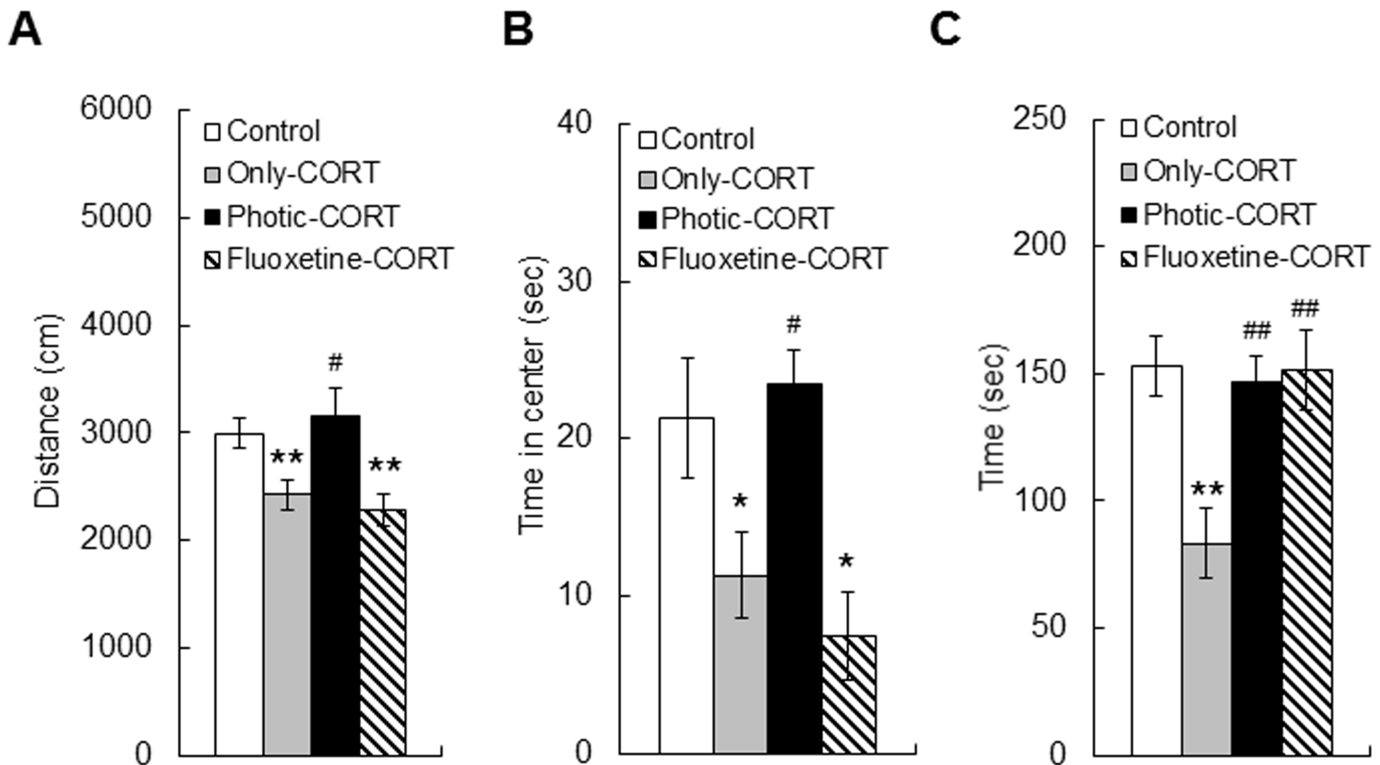 A
Distance (cm)
6000
5000
4000
3000
2000
1000
0
Control
Only-CORT
Photic-CORT
Fluoxetine-CORT
**
#
**
B
Time in center (sec)
40
30
20
10
0
Control
Only-CORT
Photic-CORT
Fluoxetine-CORT
*
#
*
C
Time (sec)
250
200
150
100
50
0
Control
Only-CORT
Photic-CORT
Fluoxetine-CORT
**
##
##